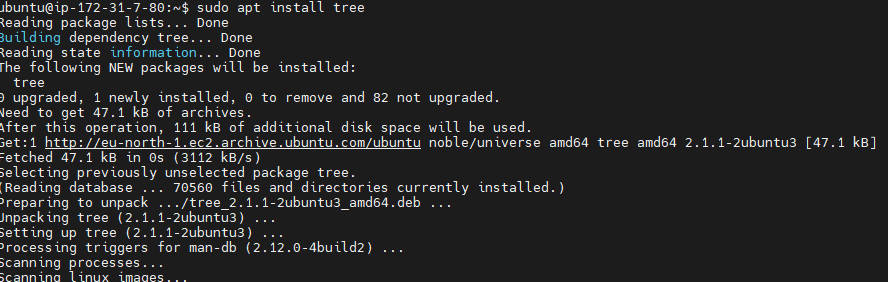 ubuntu@ip-172-31-7-80:~$ sudo apt install tree
Reading package lists... Done
Building dependency tree... Done
Reading state information... Done
The following NEW packages will be installed:
  tree
0 upgraded, 1 newly installed, 0 to remove and 82 not upgraded.
Need to get 47.1 kB of archives.
After this operation, 111 kB of additional disk space will be used.
Get:1 http://eu-north-1.ec2.archive.ubuntu.com/ubuntu noble/universe amd64 tree amd64 2.1.1-2ubuntu3 [47.1 kB]
Fetched 47.1 kB in 0s (3112 kB/s)
Selecting previously unselected package tree.
(Reading database ... 70560 files and directories currently installed.)
Preparing to unpack .../tree_2.1.1-2ubuntu3_amd64.deb ...
Unpacking tree (2.1.1-2ubuntu3) ...
Setting up tree (2.1.1-2ubuntu3) ...
Processing triggers for man-db (2.12.0-4build2) ...
Scanning processes...
Scanning linux images...